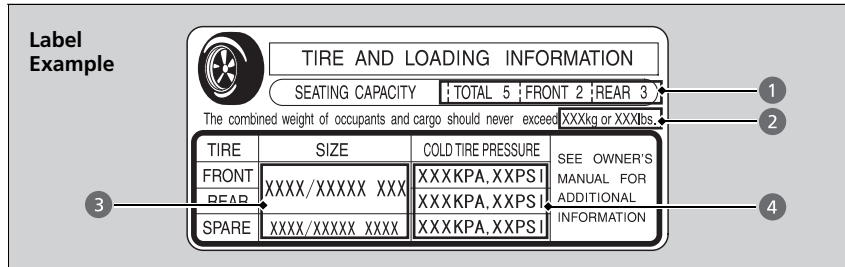 Label
Example
TIRE AND LOADING INFORMATION
SEATING CAPACITY TOTAL 5 FRONT 2 REAR 3
1
The combined weight of occupants and cargo should never exceed XXXkg or XXXlbs.
2
TIRE SIZE COLD TIRE PRESSURE
SEE OWNER'S
MANUAL FOR
ADDITIONAL
INFORMATION
FRONT XXXX/XXXXX XXX XXXKPA,XXPSI
REAR XXXKPA,XXPSI
SPARE XXXX/XXXXX XXXX XXXKPA,XXPSI
3
4